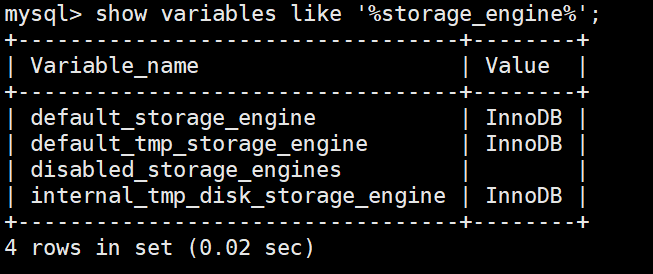 mysql> show variables like '%storage_engine%';
+----------------------------------+--------+
| Variable_name                    | Value  |
+----------------------------------+--------+
| default_storage_engine           | InnoDB |
| default_tmp_storage_engine       | InnoDB |
| disabled_storage_engines         |        |
| internal_tmp_disk_storage_engine | InnoDB |
+----------------------------------+--------+
4 rows in set (0.02 sec)